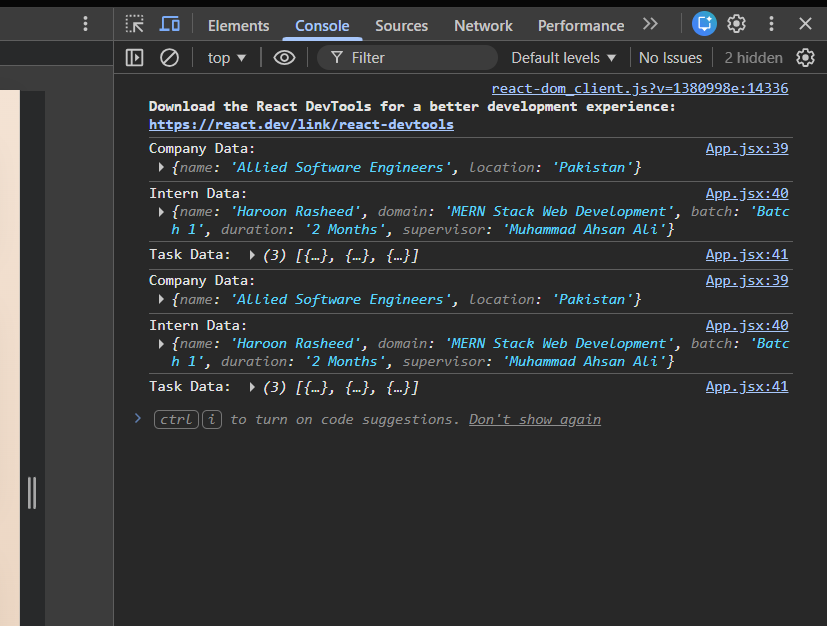 Elements Console Sources Network Performance
top Filter Default levels No Issues 2 hidden
react-dom_client.js?v=1380998e:14336
Download the React DevTools for a better development experience:
https://react.dev/link/react-devtools
Company Data: App.jsx:39
{name: 'Allied Software Engineers', location: 'Pakistan'}
Intern Data: App.jsx:40
{name: 'Haroon Rasheed', domain: 'MERN Stack Web Development', batch: 'Batc
h 1', duration: '2 Months', supervisor: 'Muhammad Ahsan Ali'}
Task Data: (3) [{…}, {…}, {…}] App.jsx:41
Company Data: App.jsx:39
{name: 'Allied Software Engineers', location: 'Pakistan'}
Intern Data: App.jsx:40
{name: 'Haroon Rasheed', domain: 'MERN Stack Web Development', batch: 'Batc
h 1', duration: '2 Months', supervisor: 'Muhammad Ahsan Ali'}
Task Data: (3) [{…}, {…}, {…}] App.jsx:41
ctrl i to turn on code suggestions. Don't show again